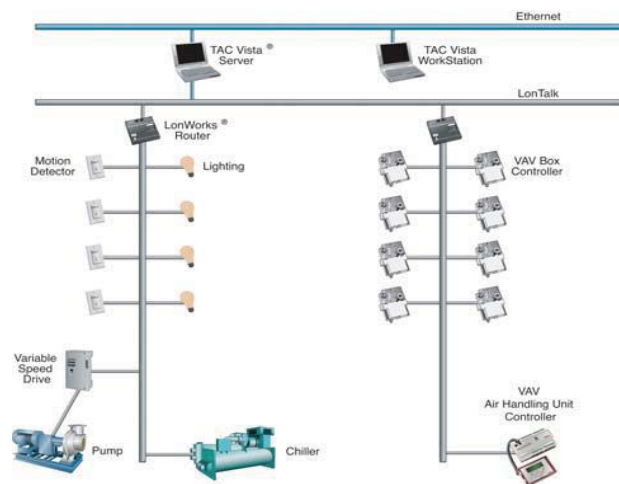 Ethernet
TAC Vista ®
Server
TAC Vista
WorkStation
LonTalk
LonWorks ®
Router
Motion
Detector
Lighting
VAV Box
Controller
Variable
Speed
Drive
Pump
Chiller
VAV
Air Handling Unit
Controller